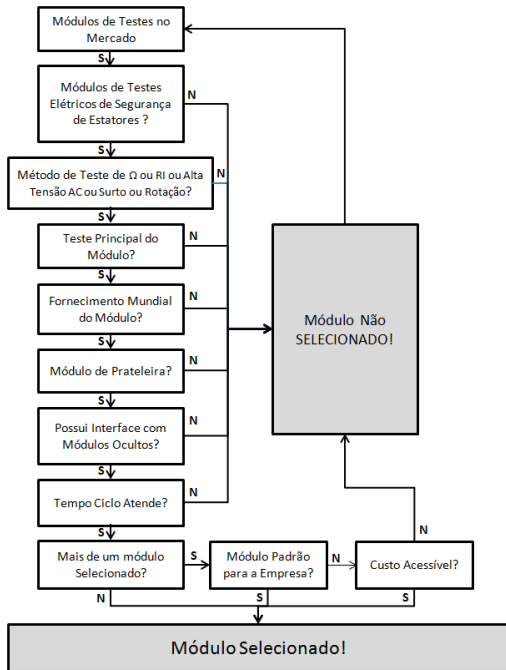 Módulos de Testes no
Mercado
S
Módulos de Testes
Elétricos de Segurança
de Estatores ?
N
S
Método de Teste de Ω ou RI ou Alta
Tensão AC ou Surto ou Rotação?
N
S
Teste Principal do
Módulo?
N
S
Fornecimento Mundial
do Módulo?
N
S
Módulo de Prateleira?
N
S
Possui Interface com
Módulos Ocultos?
N
S
Tempo Ciclo Atende?
N
S
Módulo Não
SELECIONADO!
N
Mais de um módulo
Selecionado?
S
Módulo Padrão
para a Empresa?
N
Custo Acessível?
N
S
S
Módulo Selecionado!